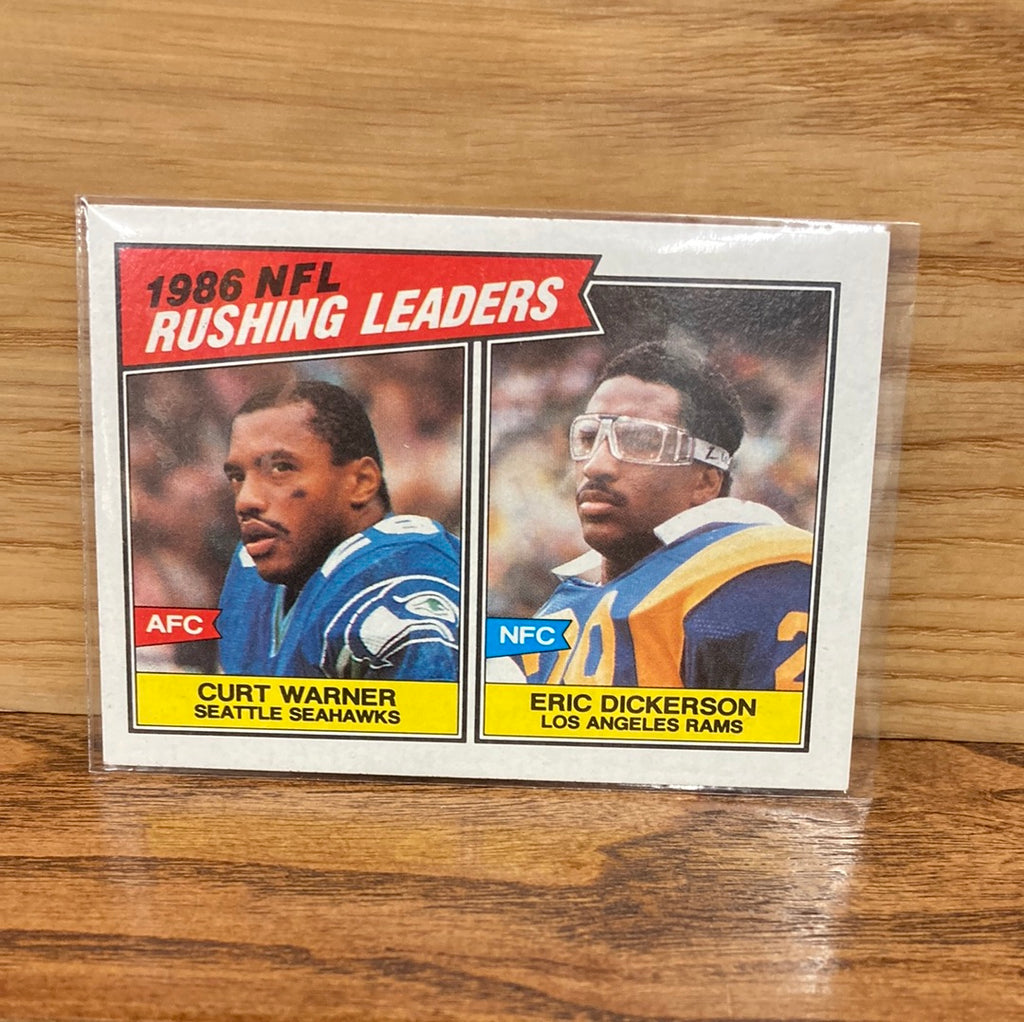 1986 NFL
RUSHING LEADERS
AFC
CURT WARNER
SEATTLE SEAHAWKS
NFC
ERIC DICKERSON
LOS ANGELES RAMS